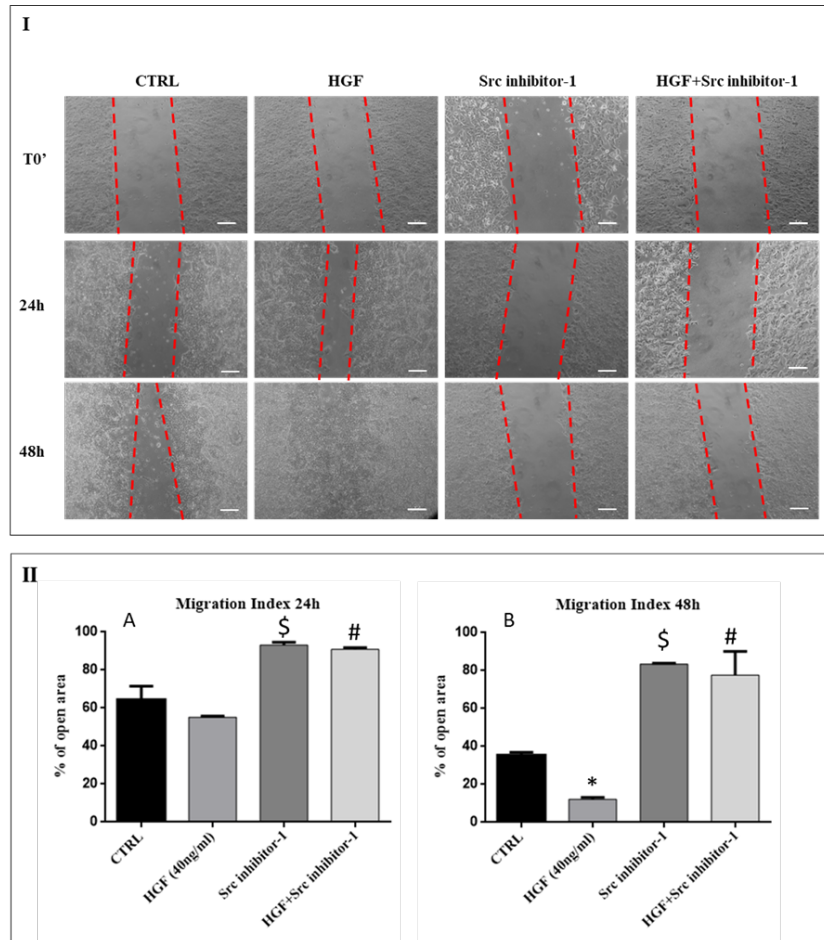 I
CTRL HGF Src inhibitor-1 HGF+Src inhibitor-1
T0’
24h
48h
II
Migration Index 24h
A
$
#
% of open area
100
80
60
40
20
0
CTRL
HGF (40ng/ml)
Src inhibitor-1
HGF+Src inhibitor-1
Migration Index 48h
B
$
#
*
% of open area
100
80
60
40
20
0
CTRL
HGF (40ng/ml)
Src inhibitor-1
HGF+Src inhibitor-1